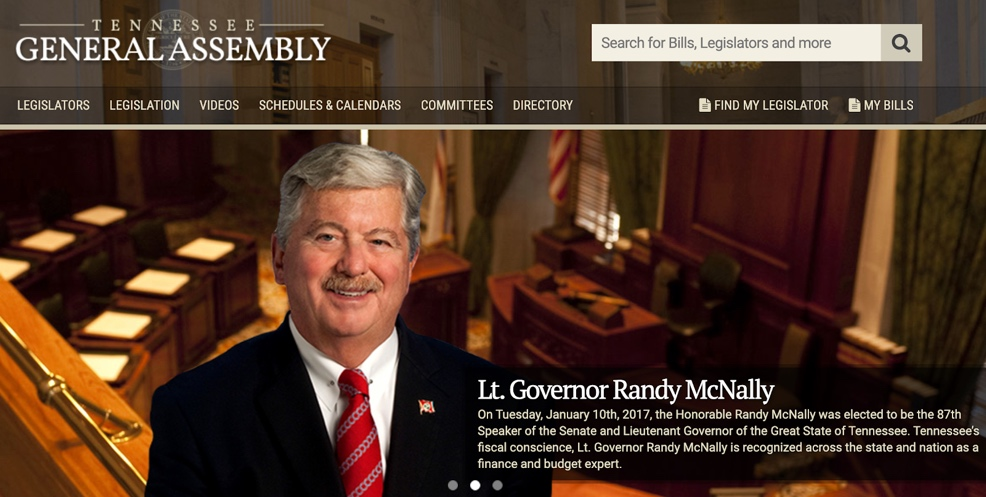 TENNESSEE
GENERAL ASSEMBLY
Search for Bills, Legislators and more
LEGISLATORS LEGISLATION VIDEOS SCHEDULES & CALENDARS COMMITTEES DIRECTORY FIND MY LEGISLATOR MY BILLS
Lt. Governor Randy McNally
On Tuesday, January 10th, 2017, the Honorable Randy McNally was elected to be the 87th
Speaker of the Senate and Lieutenant Governor of the Great State of Tennessee. Tennessee's
fiscal conscience, Lt. Governor Randy McNally is recognized across the state and nation as a
finance and budget expert.